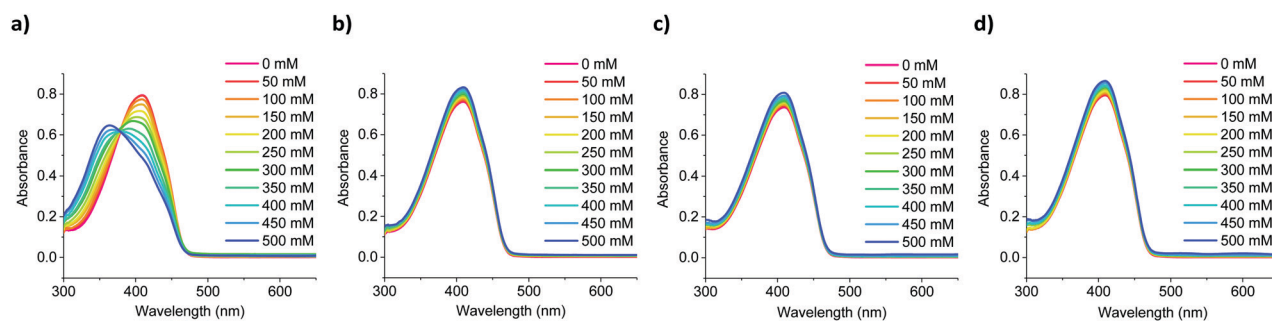 a)
Absorbance
0.8
0.6
0.4
0.2
0.0
300 400 500 600
Wavelength (nm)
0 mM
50 mM
100 mM
150 mM
200 mM
250 mM
300 mM
350 mM
400 mM
450 mM
500 mM
b)
Absorbance
0.8
0.6
0.4
0.2
0.0
300 400 500 600
Wavelength (nm)
0 mM
50 mM
100 mM
150 mM
200 mM
250 mM
300 mM
350 mM
400 mM
450 mM
500 mM
c)
Absorbance
0.8
0.6
0.4
0.2
0.0
300 400 500 600
Wavelength (nm)
0 mM
50 mM
100 mM
150 mM
200 mM
250 mM
300 mM
350 mM
400 mM
450 mM
500 mM
d)
Absorbance
0.8
0.6
0.4
0.2
0.0
300 400 500 600
Wavelength (nm)
0 mM
50 mM
100 mM
150 mM
200 mM
250 mM
300 mM
350 mM
400 mM
450 mM
500 mM